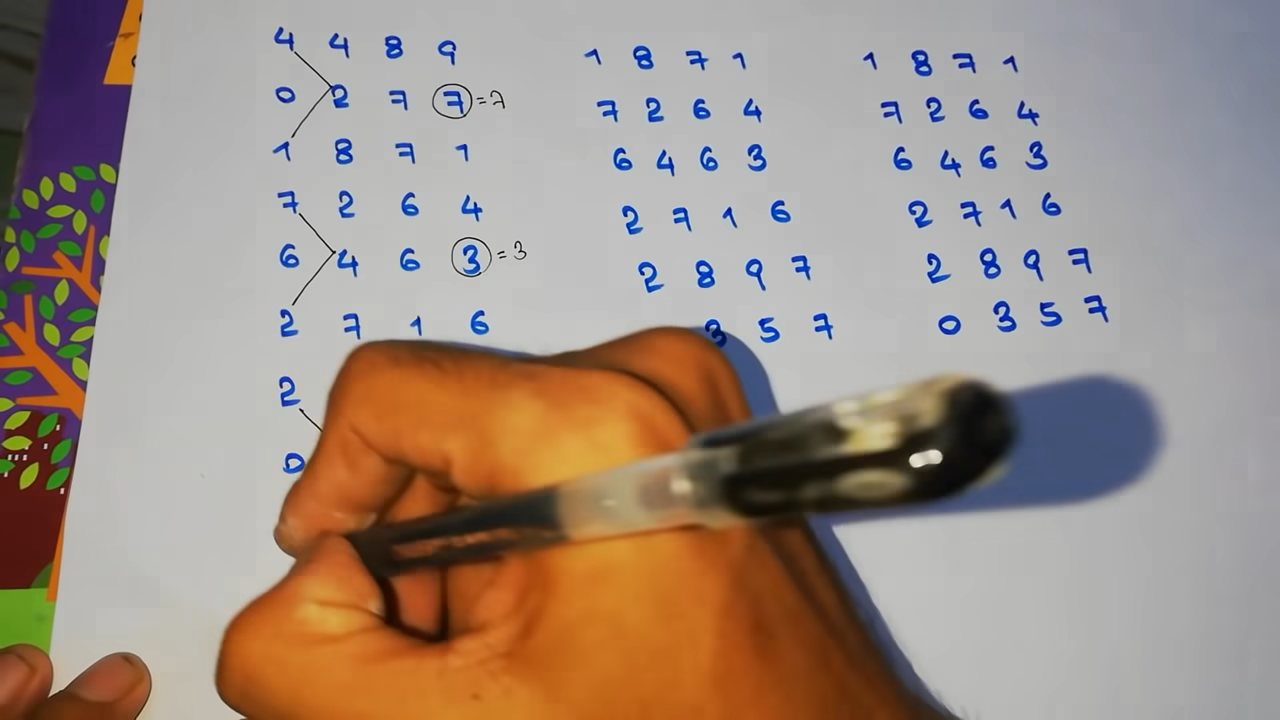 4 4 8 9
0 2 7 7 =7
1 8 7 1
7 2 6 4
6 4 6 3 =3
2 7 1 6
2
0
1 8 7 1
7 2 6 4
6 4 6 3
2 7 1 6
2 8 9 7
3 5 7
1 8 7 1
7 2 6 4
6 4 6 3
2 7 1 6
2 8 9 7
0 3 5 7